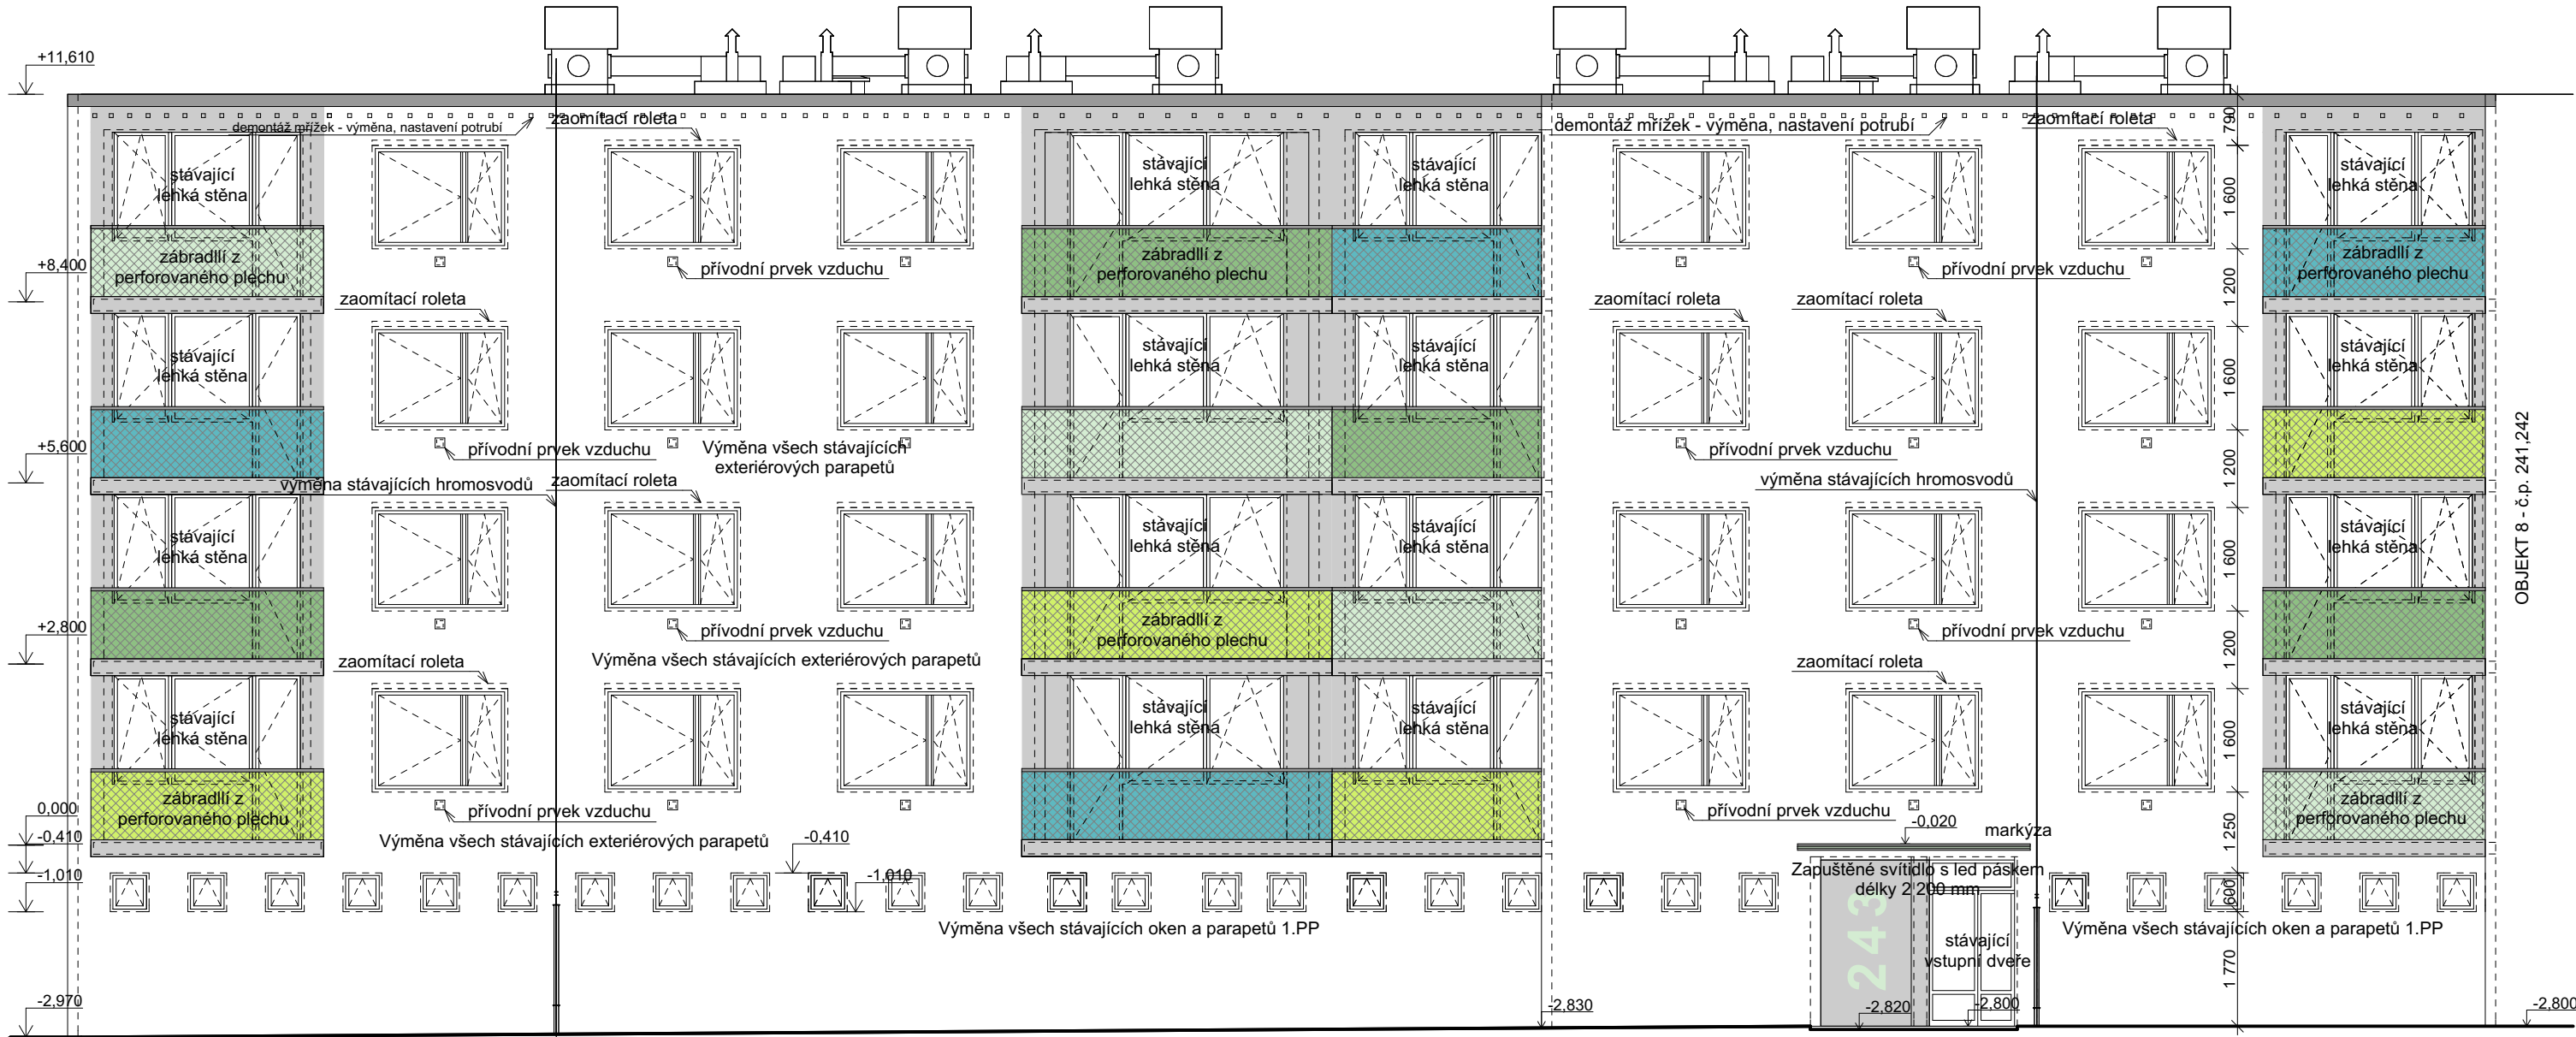 +11,610
demontáž mřížek - výměna, nastavení potrubí
zaomítací roleta
demontáž mřížek - výměna, nastavení potrubí
zaomítací roleta
790
stávající
lehká stěna
stávající
lehká stěna
stávající
lehká stěna
stávající
lehká stěna
1 600
+8,400
zábradllí z
perforovaného plechu
přívodní prvek vzduchu
zábradllí z
perforovaného plechu
přívodní prvek vzduchu
zábradllí z
perforovaného plechu
1 200
zaomítací roleta
zaomítací roleta
zaomítací roleta
stávající
lehká stěna
stávající
lehká stěna
stávající
lehká stěna
stávající
lehká stěna
1 600
+5,600
přívodní prvek vzduchu
Výměna všech stávajících
exteriérových parapetů
přívodní prvek vzduchu
1 200
výměna stávajících hromosvodů
zaomítací roleta
výměna stávajících hromosvodů
stávající
lehká stěna
stávající
lehká stěna
stávající
lehká stěna
stávající
lehká stěna
1 600
OBJEKT 8 - č.p. 241,242
+2,800
přívodní prvek vzduchu
zábradllí z
perforovaného plechu
přívodní prvek vzduchu
1 200
Výměna všech stávajících exteriérových parapetů
zaomítací roleta
zaomítací roleta
stávající
lehká stěna
stávající
lehká stěna
stávající
lehká stěna
stávající
lehká stěna
1 600
0,000
zábradllí z
perforovaného plechu
přívodní prvek vzduchu
přívodní prvek vzduchu
zábradllí z
perforovaného plechu
1 250
-0,410
Výměna všech stávajících exteriérových parapetů
-0,410
-0,020
markýza
-1,010
-1,010
Zapuštěné svítidlo s led páskem
délky 2 200 mm
600
Výměna všech stávajících oken a parapetů 1.PP
243
Výměna všech stávajících oken a parapetů 1.PP
stávající
vstupní dveře
1 770
-2,970
-2,830
-2,820
-2,800
-2,800